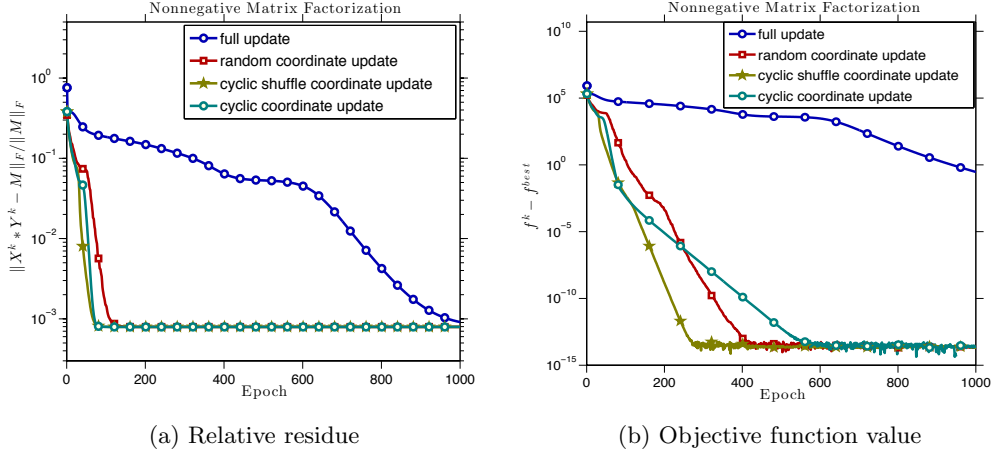 Nonnegative Matrix Factorization
full update
random coordinate update
cyclic shuffle coordinate update
cyclic coordinate update
10^0
10^-1
10^-2
10^-3
‖X^k * Y^k − M‖_F/‖M‖_F
0 200 400 600 800 1000
Epoch
(a) Relative residue
Nonnegative Matrix Factorization
full update
random coordinate update
cyclic shuffle coordinate update
cyclic coordinate update
10^10
10^5
10^0
10^-5
10^-10
10^-15
f^k − f^best
0 200 400 600 800 1000
Epoch
(b) Objective function value